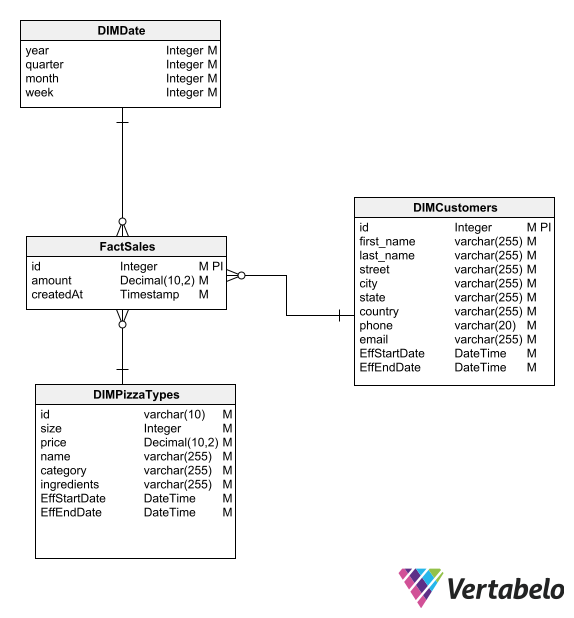 DIMDate
year Integer M
quarter Integer M
month Integer M
week Integer M
FactSales
id Integer M PI
amount Decimal(10,2) M
createdAt Timestamp M
DIMCustomers
id Integer M PI
first_name varchar(255) M
last_name varchar(255) M
street varchar(255) M
city varchar(255) M
state varchar(255) M
country varchar(255) M
phone varchar(20) M
email varchar(255) M
EffStartDate DateTime M
EffEndDate DateTime M
DIMPizzaTypes
id varchar(10) M
size Integer M
price Decimal(10,2) M
name varchar(255) M
category varchar(255) M
ingredients varchar(255) M
EffStartDate DateTime M
EffEndDate DateTime M
Vertabelo